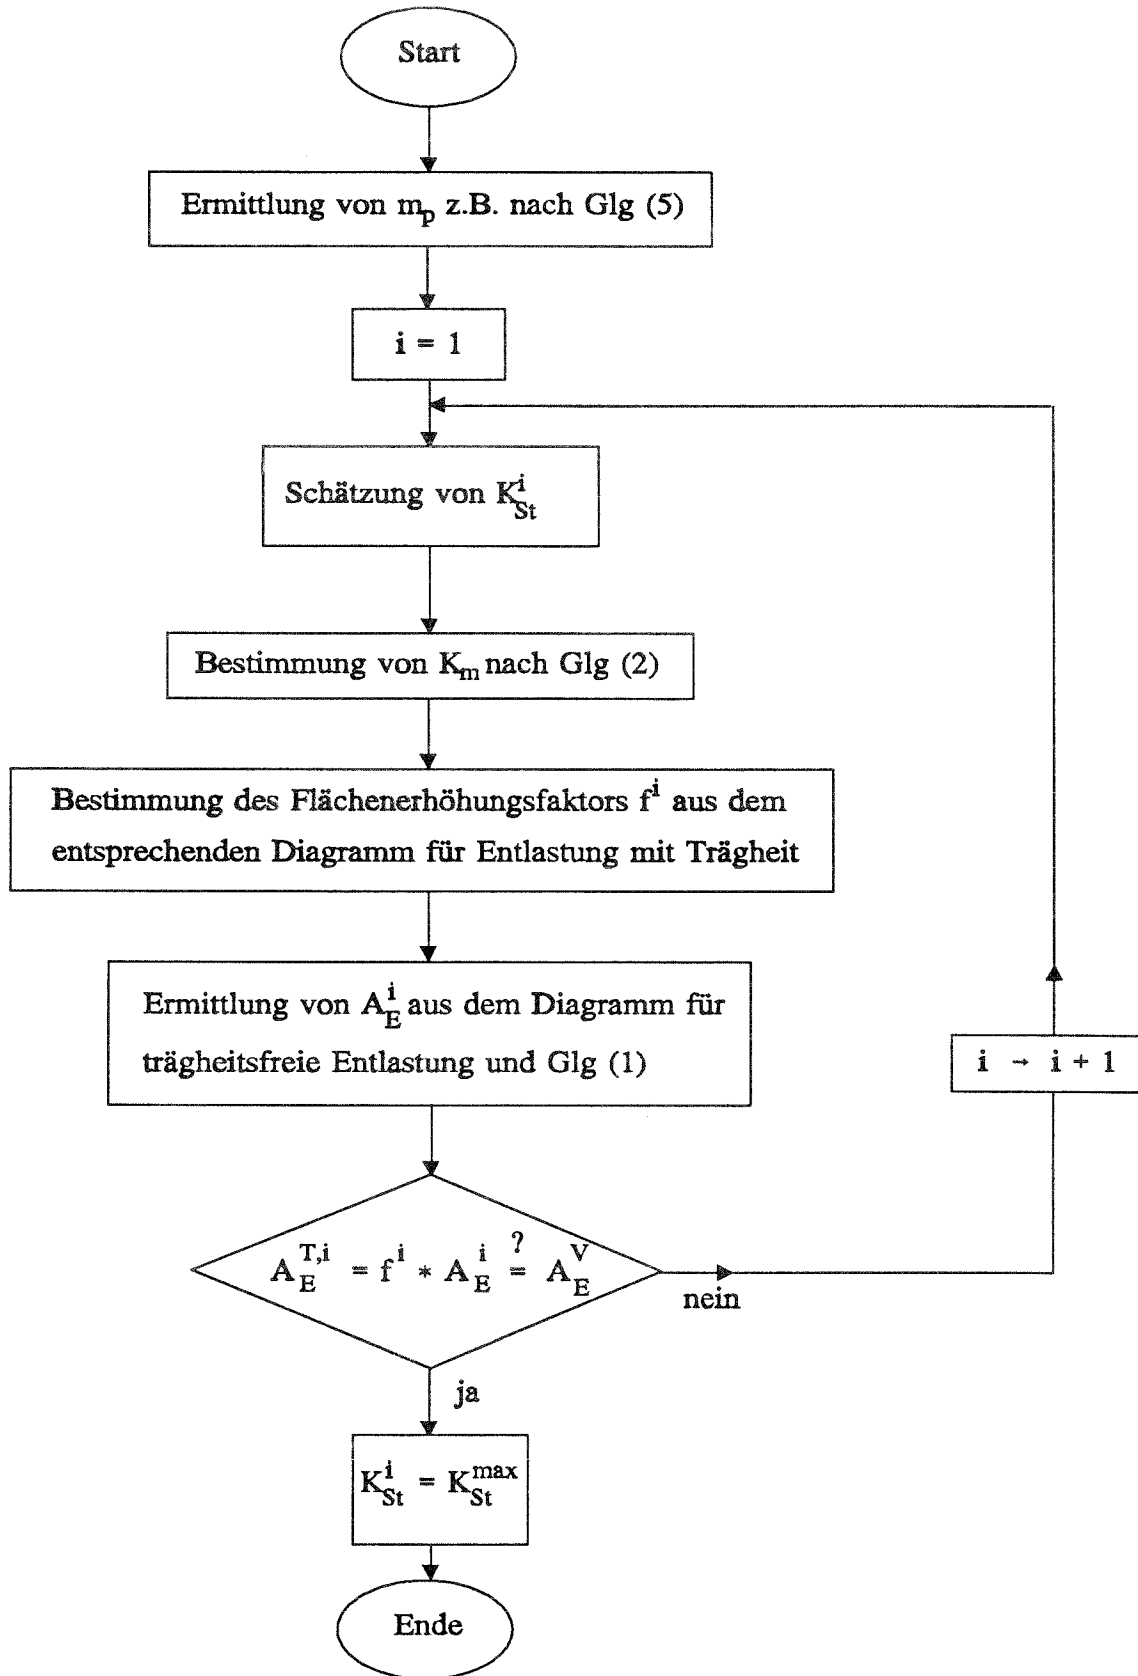 Start
Ermittlung von m_p z.B. nach Glg (5)
i = 1
Schätzung von K_St^i
Bestimmung von K_m nach Glg (2)
Bestimmung des Flächenerhöhungsfaktors f^i aus dem
entsprechenden Diagramm für Entlastung mit Trägheit
Ermittlung von A_E^i aus dem Diagramm für
trägheitsfreie Entlastung und Glg (1)
i → i + 1
A_E^T,i = f^i * A_E^i =^? A_E^V
nein
ja
K_St^i = K_St^max
Ende